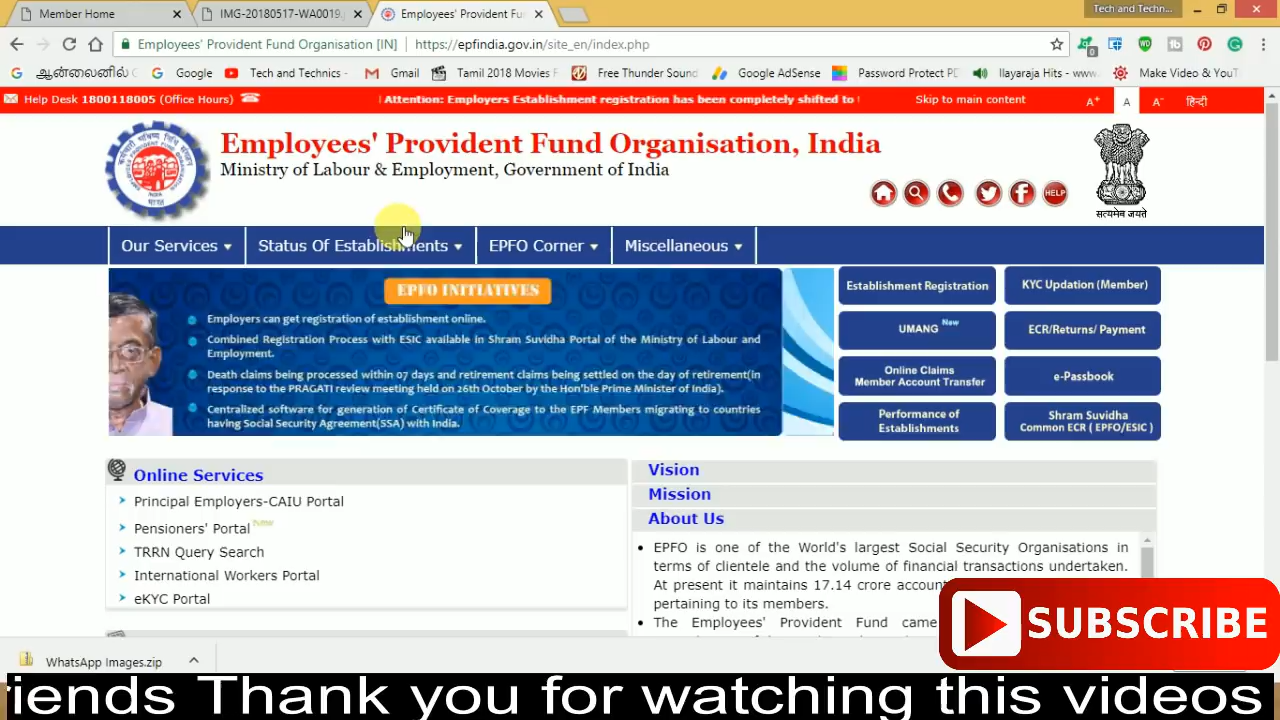 Member Home
IMG-20180517-WA0019.j
Employees' Provident Fu
Tech and Techn...
Employees' Provident Fund Organisation [IN]
https://epfindia.gov.in/site_en/index.php
ஆன்லைனில்
Google
Tech and Technics -
Gmail
Tamil 2018 Movies F
Free Thunder Sound
Google AdSense
Password Protect PD
Ilayaraja Hits - www.
Make Video & YouT
Help Desk 1800118005 (Office Hours)
Attention: Employers Establishment registration has been completely shifted to
Skip to main content
A+
A
A-
हिन्दी
Employees' Provident Fund Organisation, India
Ministry of Labour & Employment, Government of India
HELP
सत्यमेव जयते
Our Services
Status Of Establishments
EPFO Corner
Miscellaneous
EPFO INITIATIVES
Employers can get registration of establishment online.
Combined Registration Process with ESIC available in Shram Suvidha Portal of the Ministry of Labour and
Employment.
Death claims being processed within 07 days and retirement claims being settled on the day of retirement(in
response to the PRAGATI review meeting held on 26th October by the Hon'ble Prime Minister of India).
Centralized software for generation of Certificate of Coverage to the EPF Members migrating to countries
having Social Security Agreement(SSA) with India.
Establishment Registration
KYC Updation (Member)
UMANG New
ECR/Returns/ Payment
Online Claims
Member Account Transfer
e-Passbook
Performance of
Establishments
Shram Suvidha
Common ECR ( EPFO/ESIC )
Online Services
Principal Employers-CAIU Portal
Pensioners' Portal New
TRRN Query Search
International Workers Portal
eKYC Portal
Vision
Mission
About Us
EPFO is one of the World's largest Social Security Organisations in
terms of clientele and the volume of financial transactions undertaken.
At present it maintains 17.14 crore accoun
pertaining to its members.
The Employees' Provident Fund came
SUBSCRIBE
WhatsApp Images.zip
riends Thank you for watching this videos